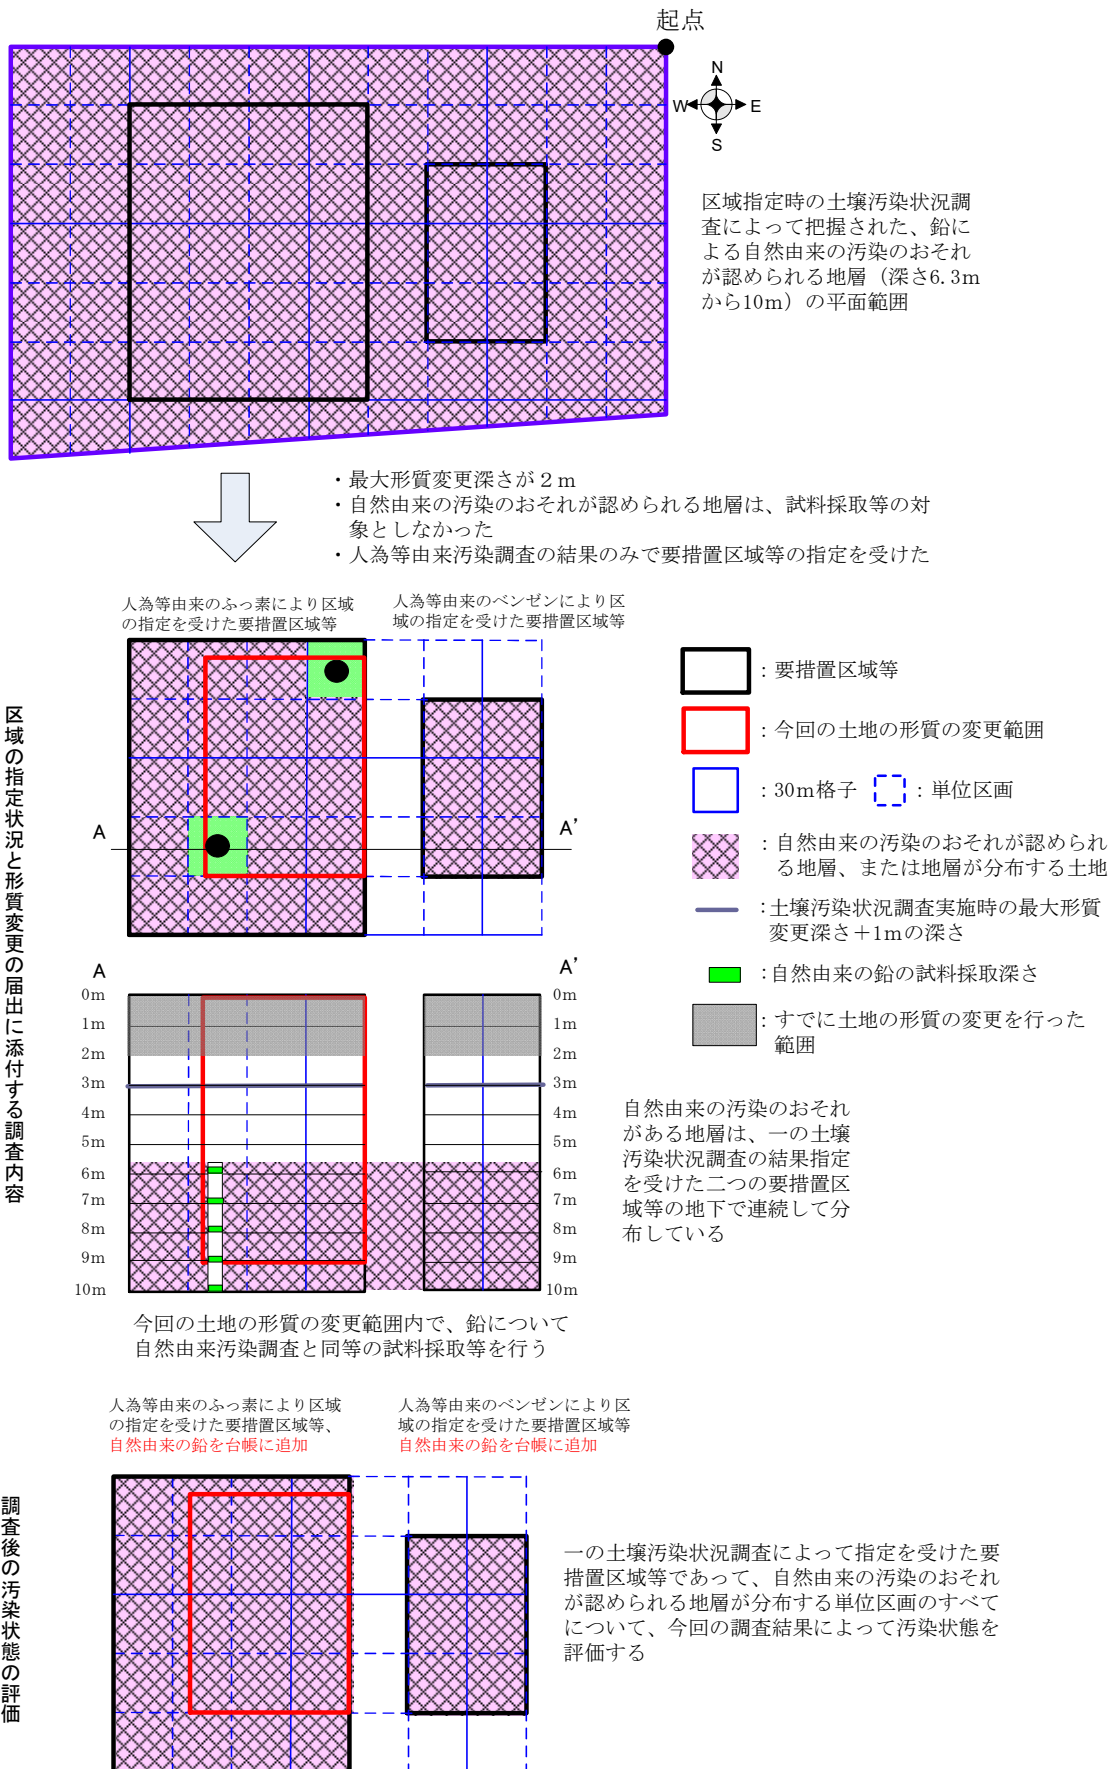 起点
N
W
E
S
区域指定時の土壌汚染状況調
査によって把握された、鉛に
よる自然由来の汚染のおそれ
が認められる地層（深さ6.3m
から10m）の平面範囲
・最大形質変更深さが２ｍ
・自然由来の汚染のおそれが認められる地層は、試料採取等の対
象としなかった
・人為等由来汚染調査の結果のみで要措置区域等の指定を受けた
区域の指定状況と形質変更の届出に添付する調査内容
人為等由来のふっ素により区域
の指定を受けた要措置区域等
人為等由来のベンゼンにより区
域の指定を受けた要措置区域等
A
A’
：要措置区域等
：今回の土地の形質の変更範囲
：30m格子
：単位区画
：自然由来の汚染のおそれが認められ
る地層、または地層が分布する土地
：土壌汚染状況調査実施時の最大形質
変更深さ＋1mの深さ
：自然由来の鉛の試料採取深さ
：すでに土地の形質の変更を行った
範囲
A
A’
0m
0m
1m
1m
2m
2m
3m
3m
4m
4m
5m
5m
6m
6m
7m
7m
8m
8m
9m
9m
10m
10m
自然由来の汚染のおそれ
がある地層は、一の土壌
汚染状況調査の結果指定
を受けた二つの要措置区
域等の地下で連続して分
布している
今回の土地の形質の変更範囲内で、鉛について
自然由来汚染調査と同等の試料採取等を行う
調査後の汚染状態の評価
人為等由来のふっ素により区域
の指定を受けた要措置区域等、
自然由来の鉛を台帳に追加
人為等由来のベンゼンにより区
域の指定を受けた要措置区域等
自然由来の鉛を台帳に追加
一の土壌汚染状況調査によって指定を受けた要
措置区域等であって、自然由来の汚染のおそれ
が認められる地層が分布する単位区画のすべて
について、今回の調査結果によって汚染状態を
評価する